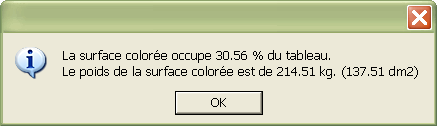 La surface colorée occupe 30.56 % du tableau.
Le poids de la surface colorée est de 214.51 kg. (137.51 dm2)
OK